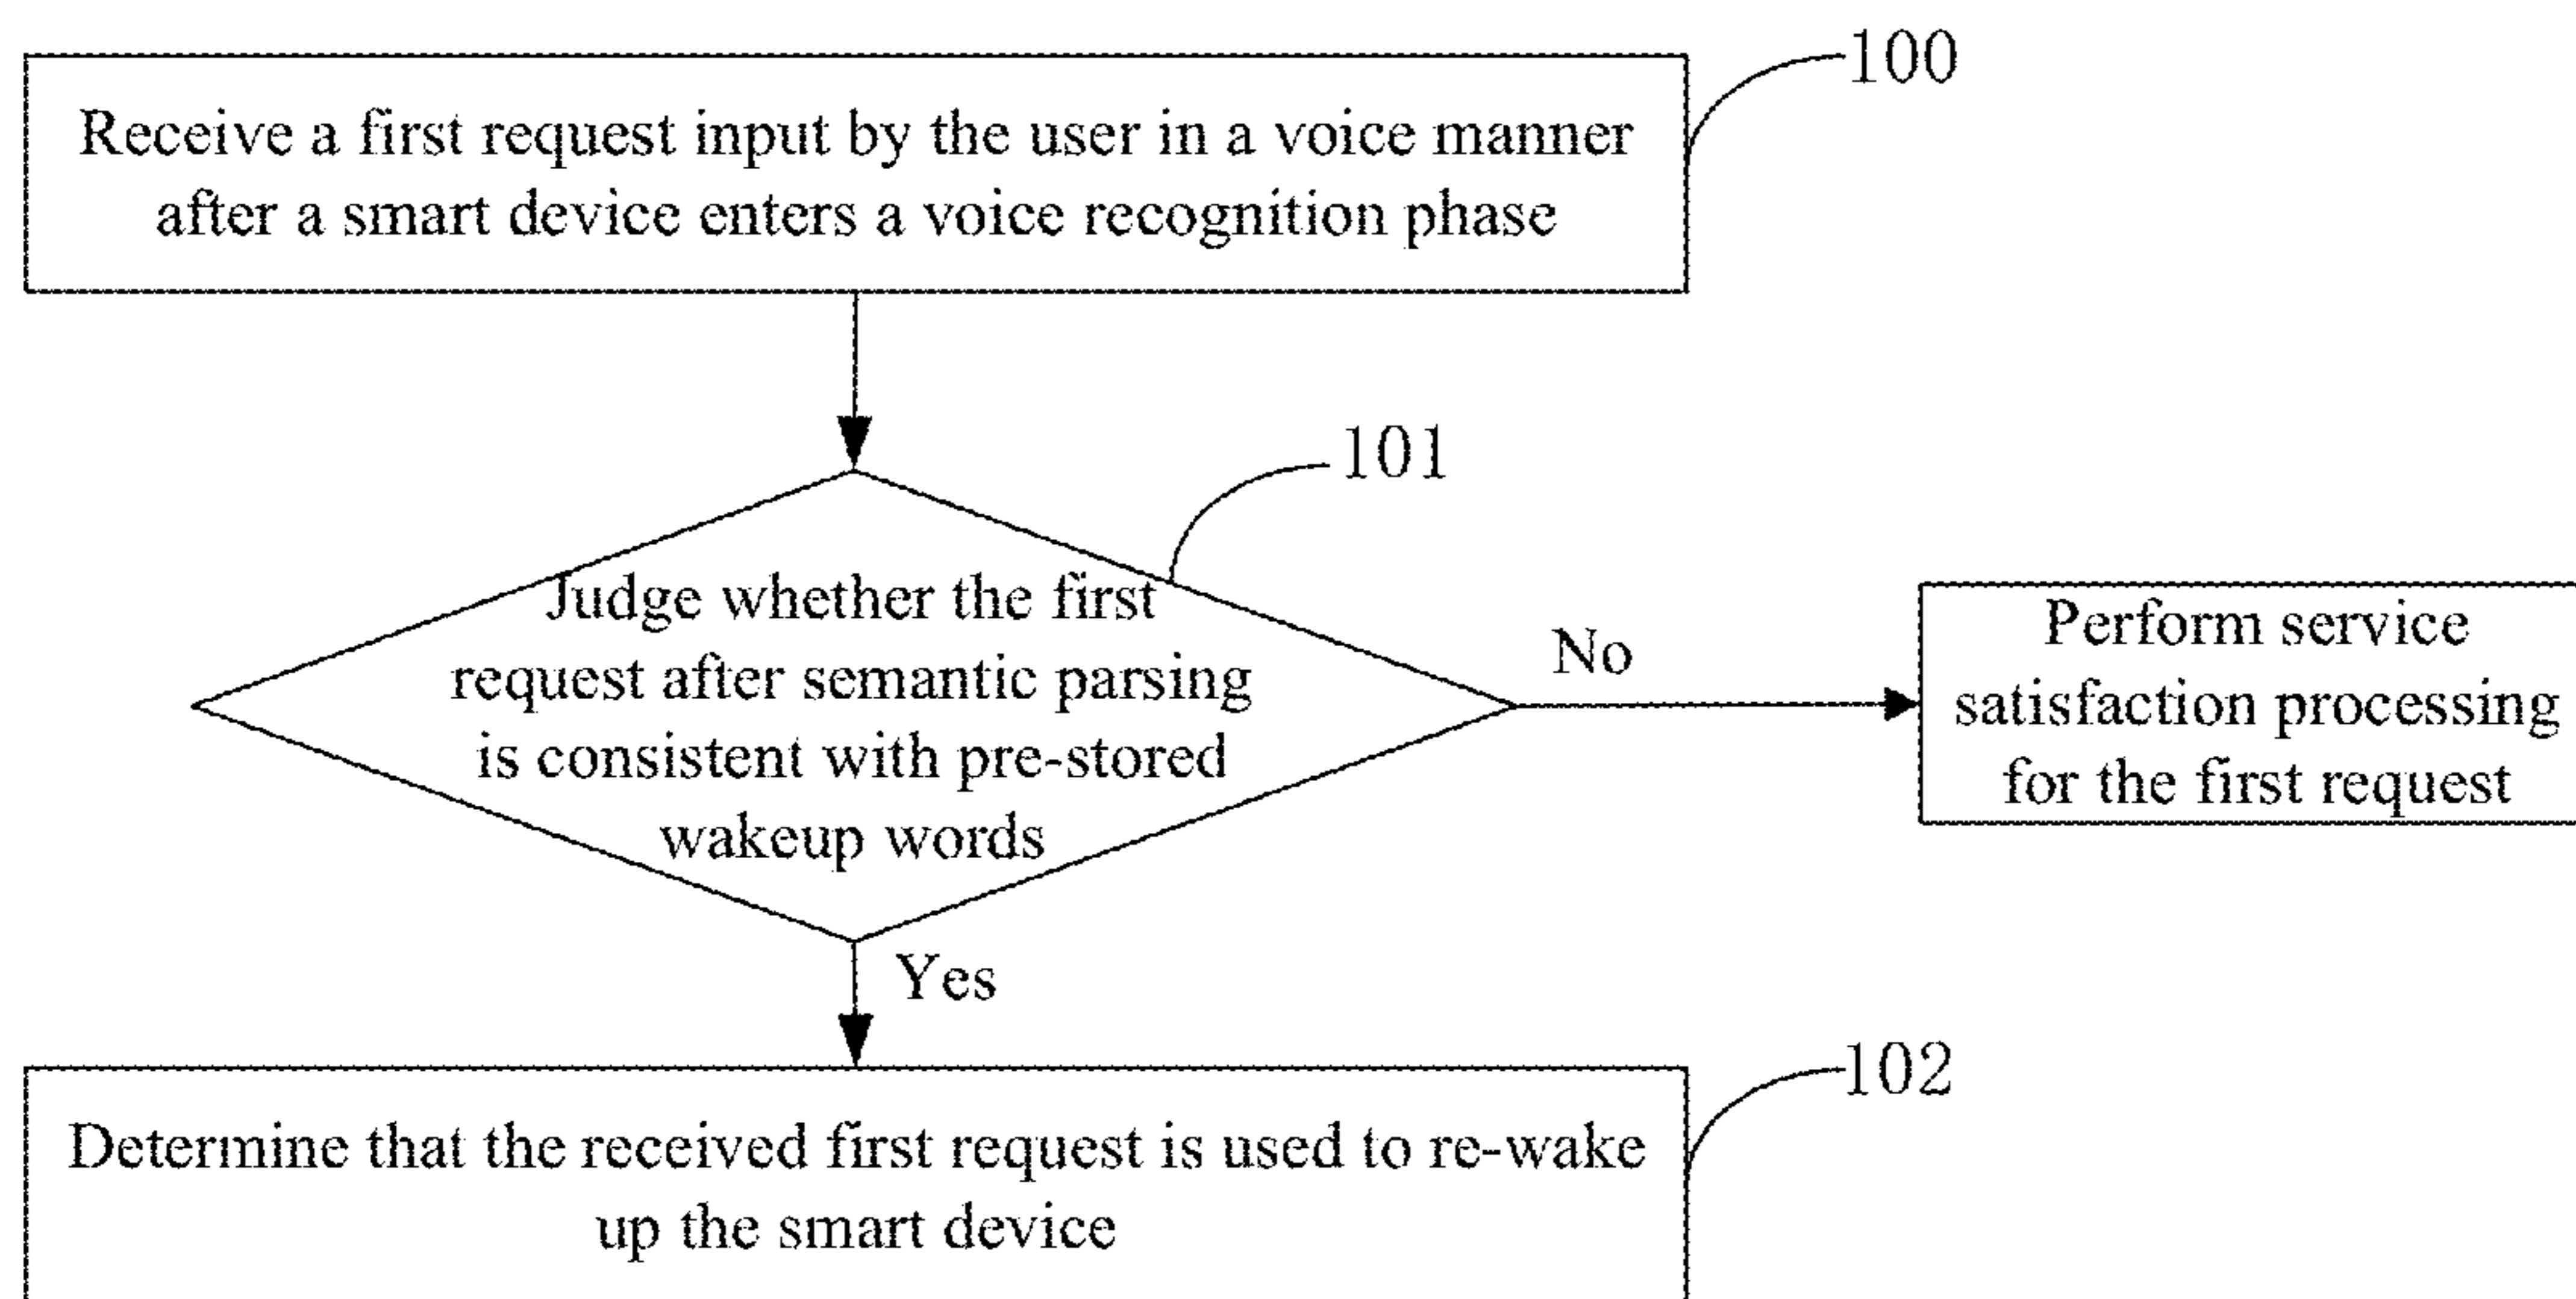 100
Receive a first request input by the user in a voice manner
after a smart device enters a voice recognition phase
101
Judge whether the first
request after semantic parsing
is consistent with pre-stored
wakeup words
No
Perform service
satisfaction processing
for the first request
Yes
102
Determine that the received first request is used to re-wake
up the smart device